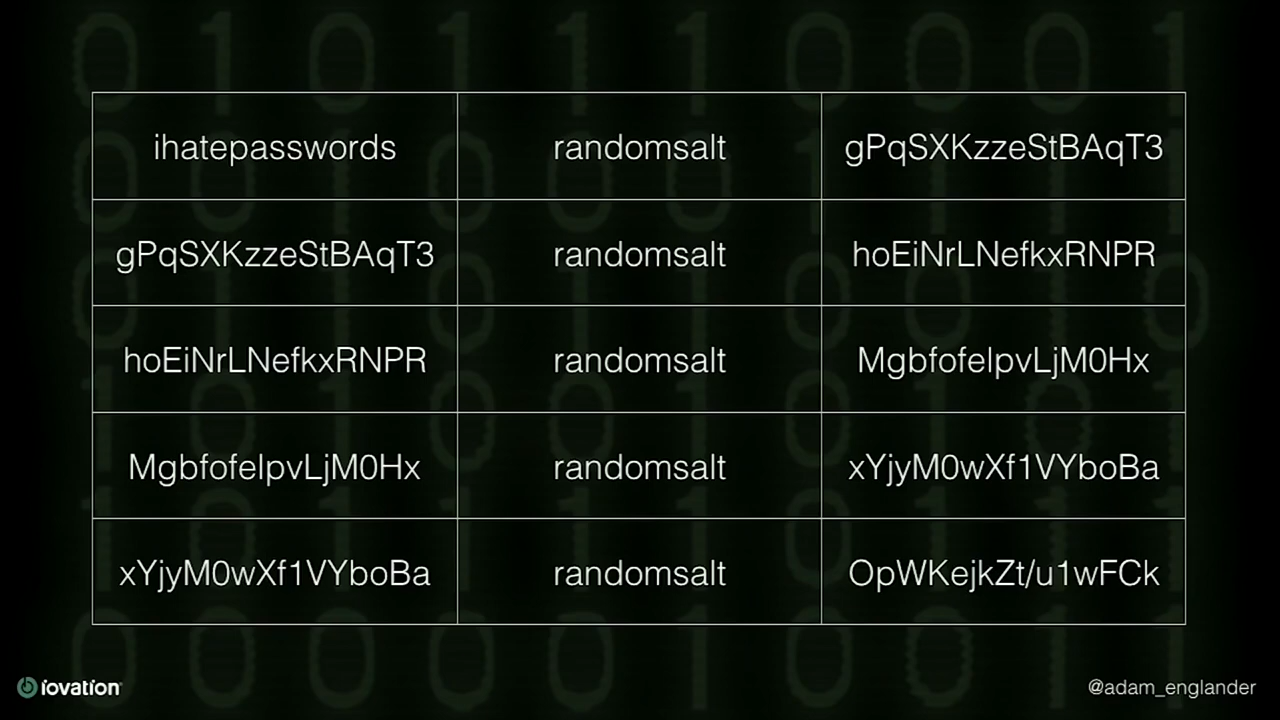 ihatepasswords randomsalt gPqSXKzzeStBAqT3
gPqSXKzzeStBAqT3 randomsalt hoEiNrLNefkxRNPR
hoEiNrLNefkxRNPR randomsalt MgbfofelpvLjM0Hx
MgbfofelpvLjM0Hx randomsalt xYjyM0wXf1VYboBa
xYjyM0wXf1VYboBa randomsalt OpWKejkZt/u1wFCk
iovation
@adam_englander